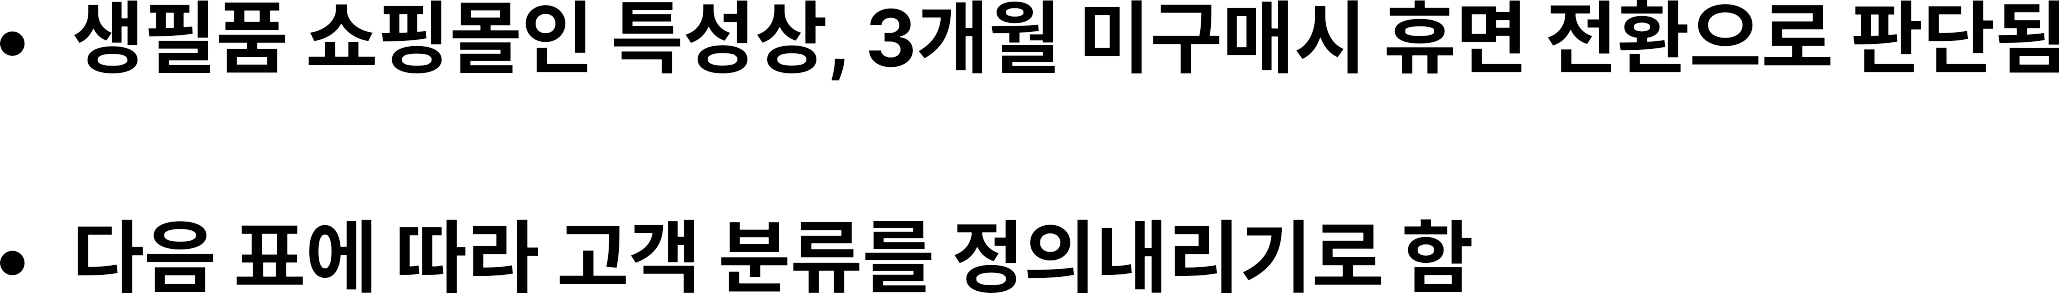 • 생필품 쇼핑몰인 특성상, 3개월 미구매시 휴면 전환으로 판단됨
• 다음 표에 따라 고객 분류를 정의내리기로 함